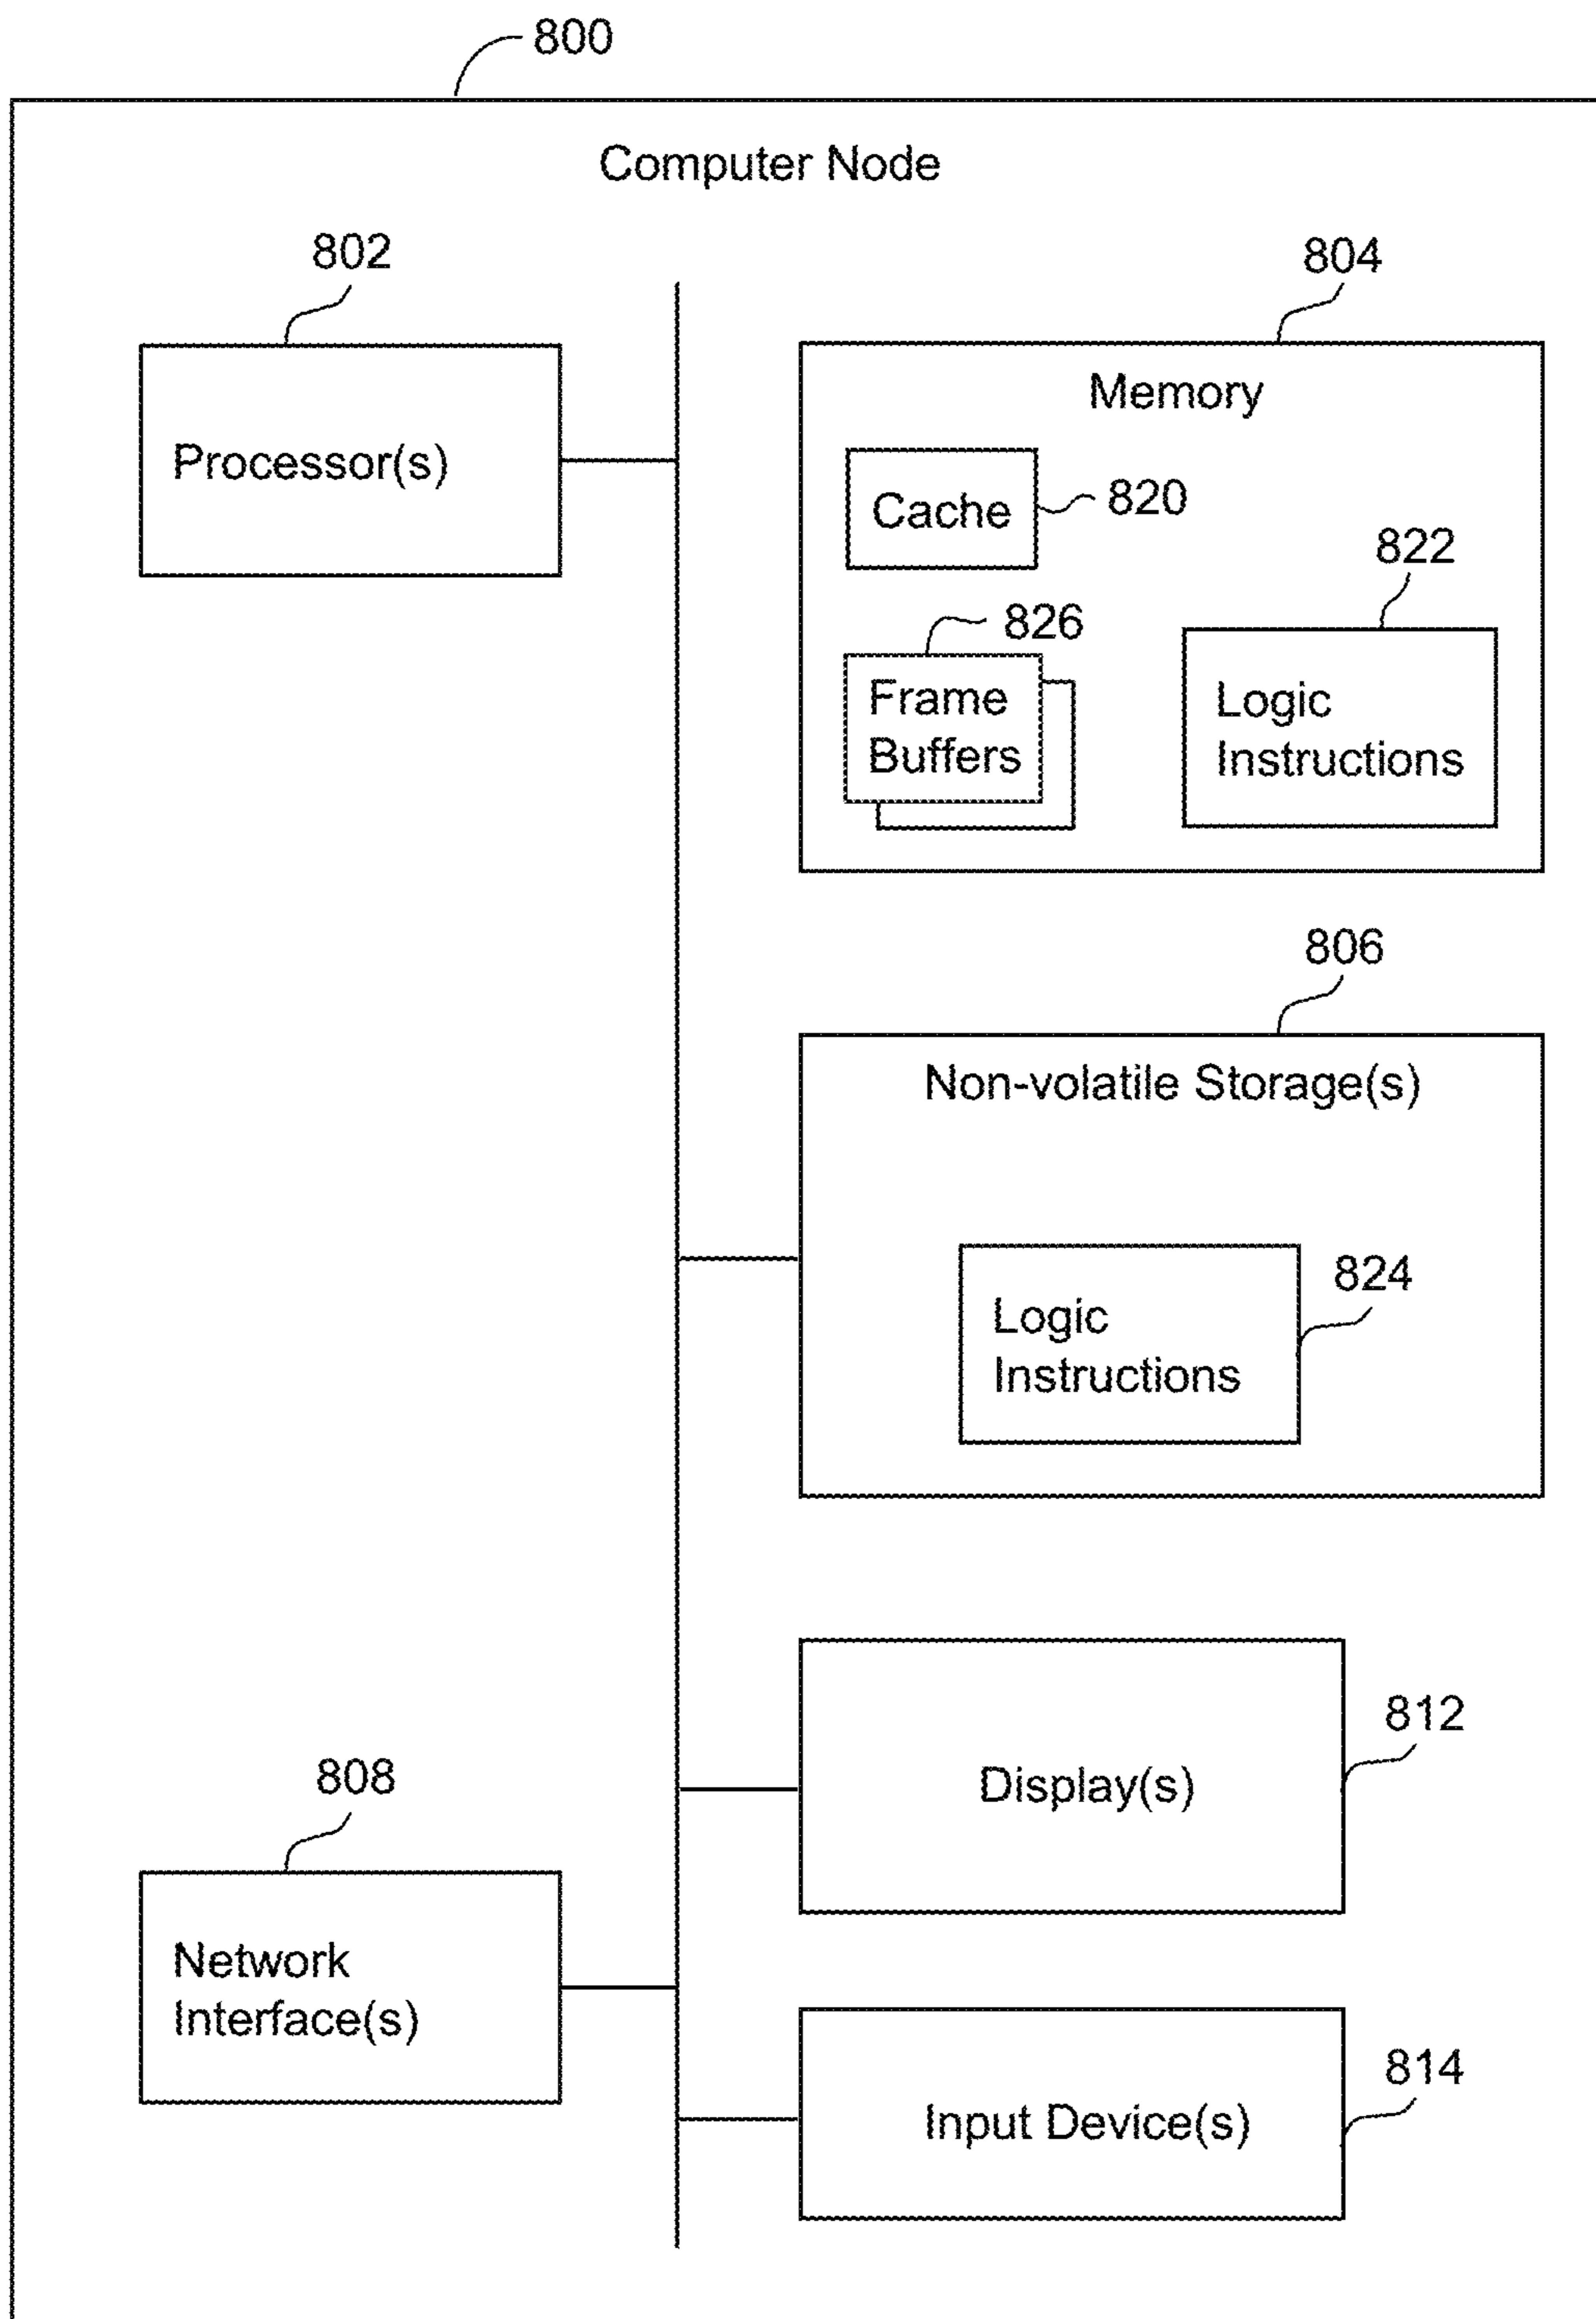 800
Computer Node
802
Processor(s)
804
Memory
Cache
820
822
826
Frame
Buffers
Logic
Instructions
806
Non-volatile Storage(s)
824
Logic
Instructions
812
Display(s)
808
Network
Interface(s)
814
Input Device(s)